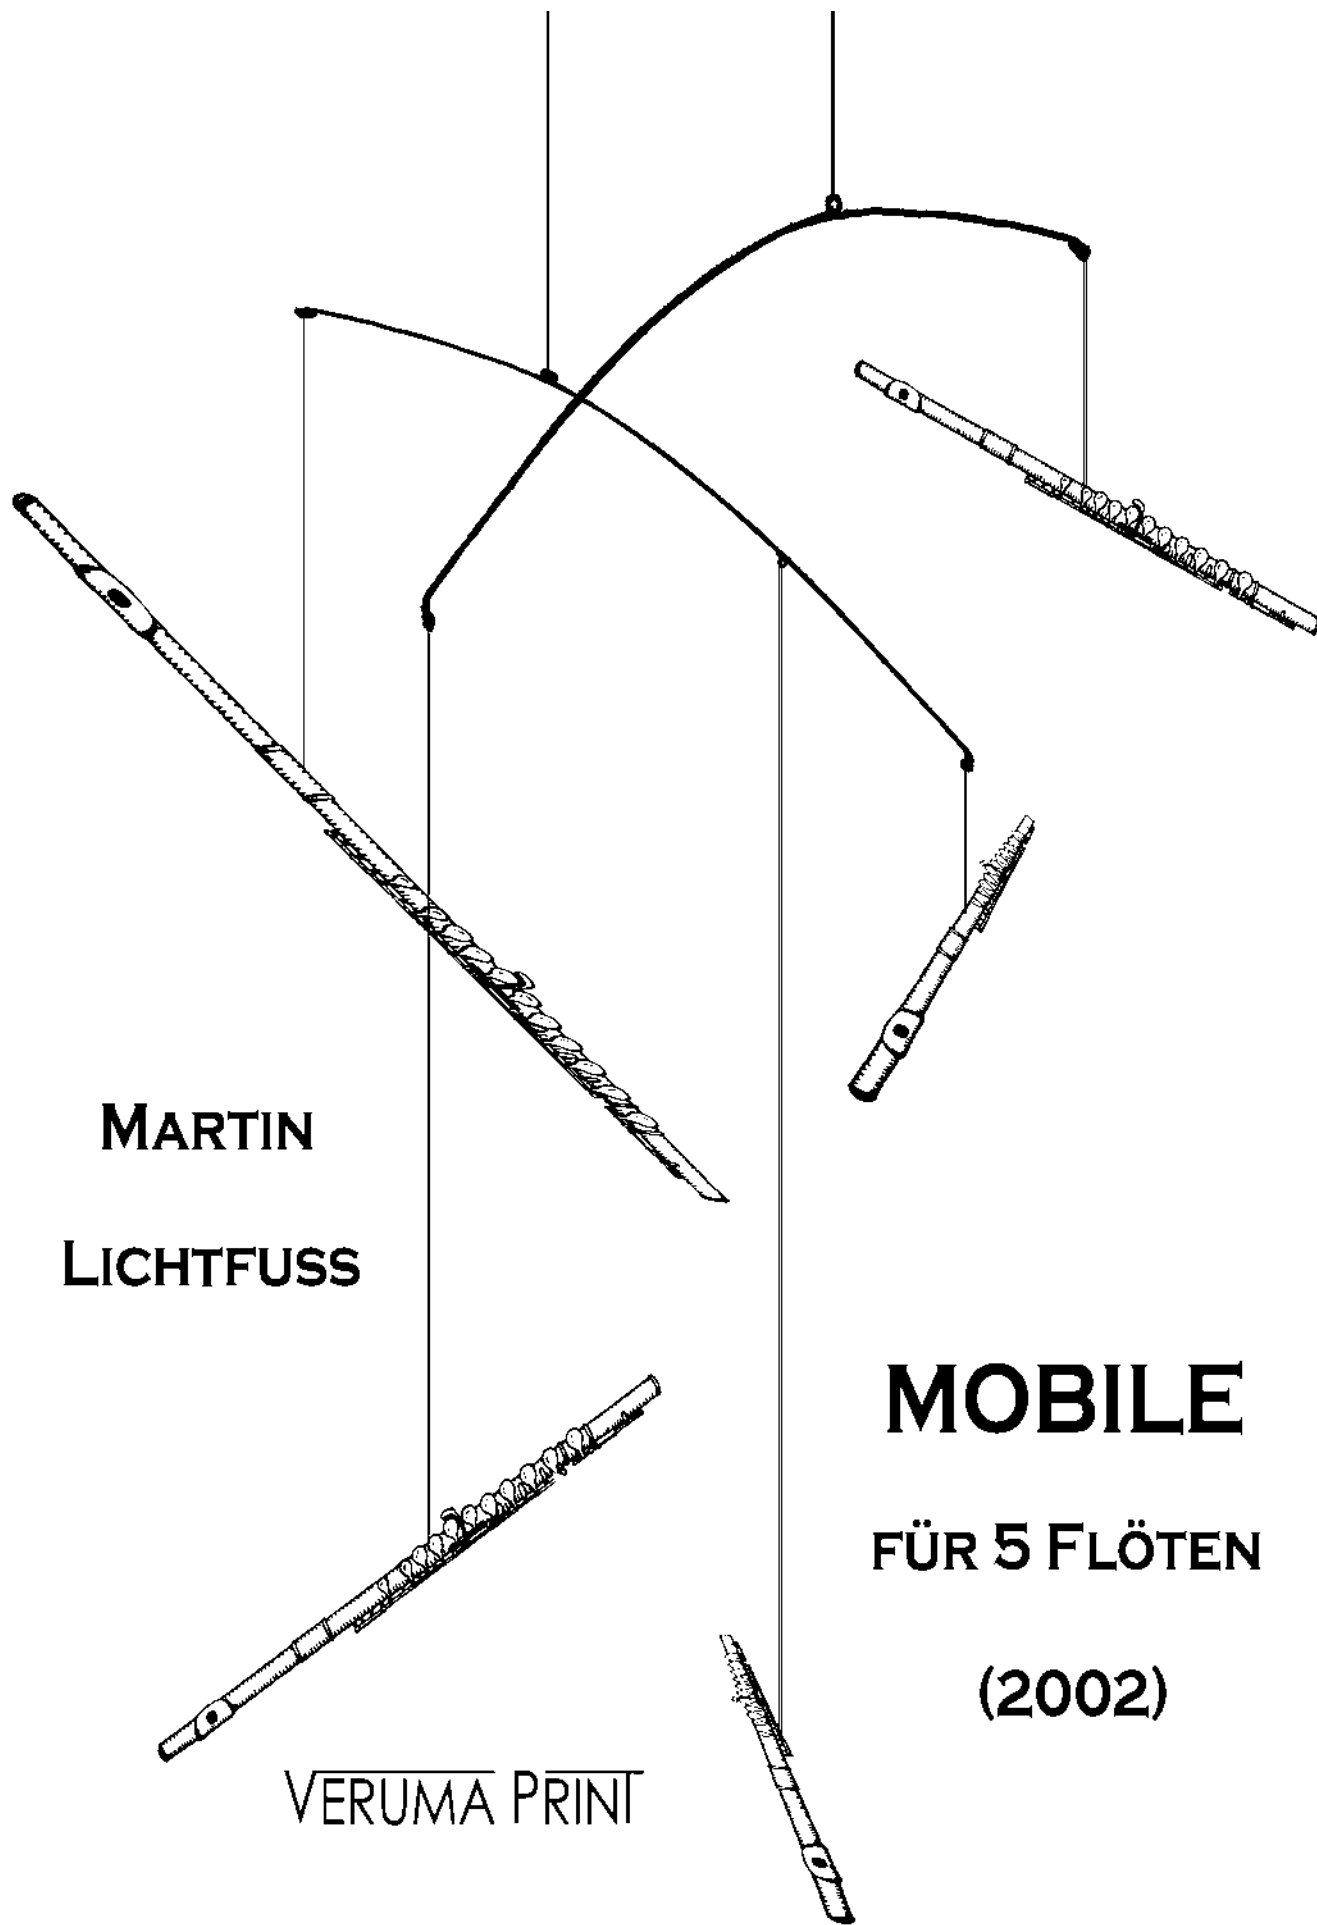 MARTIN
LICHTFUSS
MOBILE
FÜR 5 FLÖTEN
(2002)
VERUMA PRINT